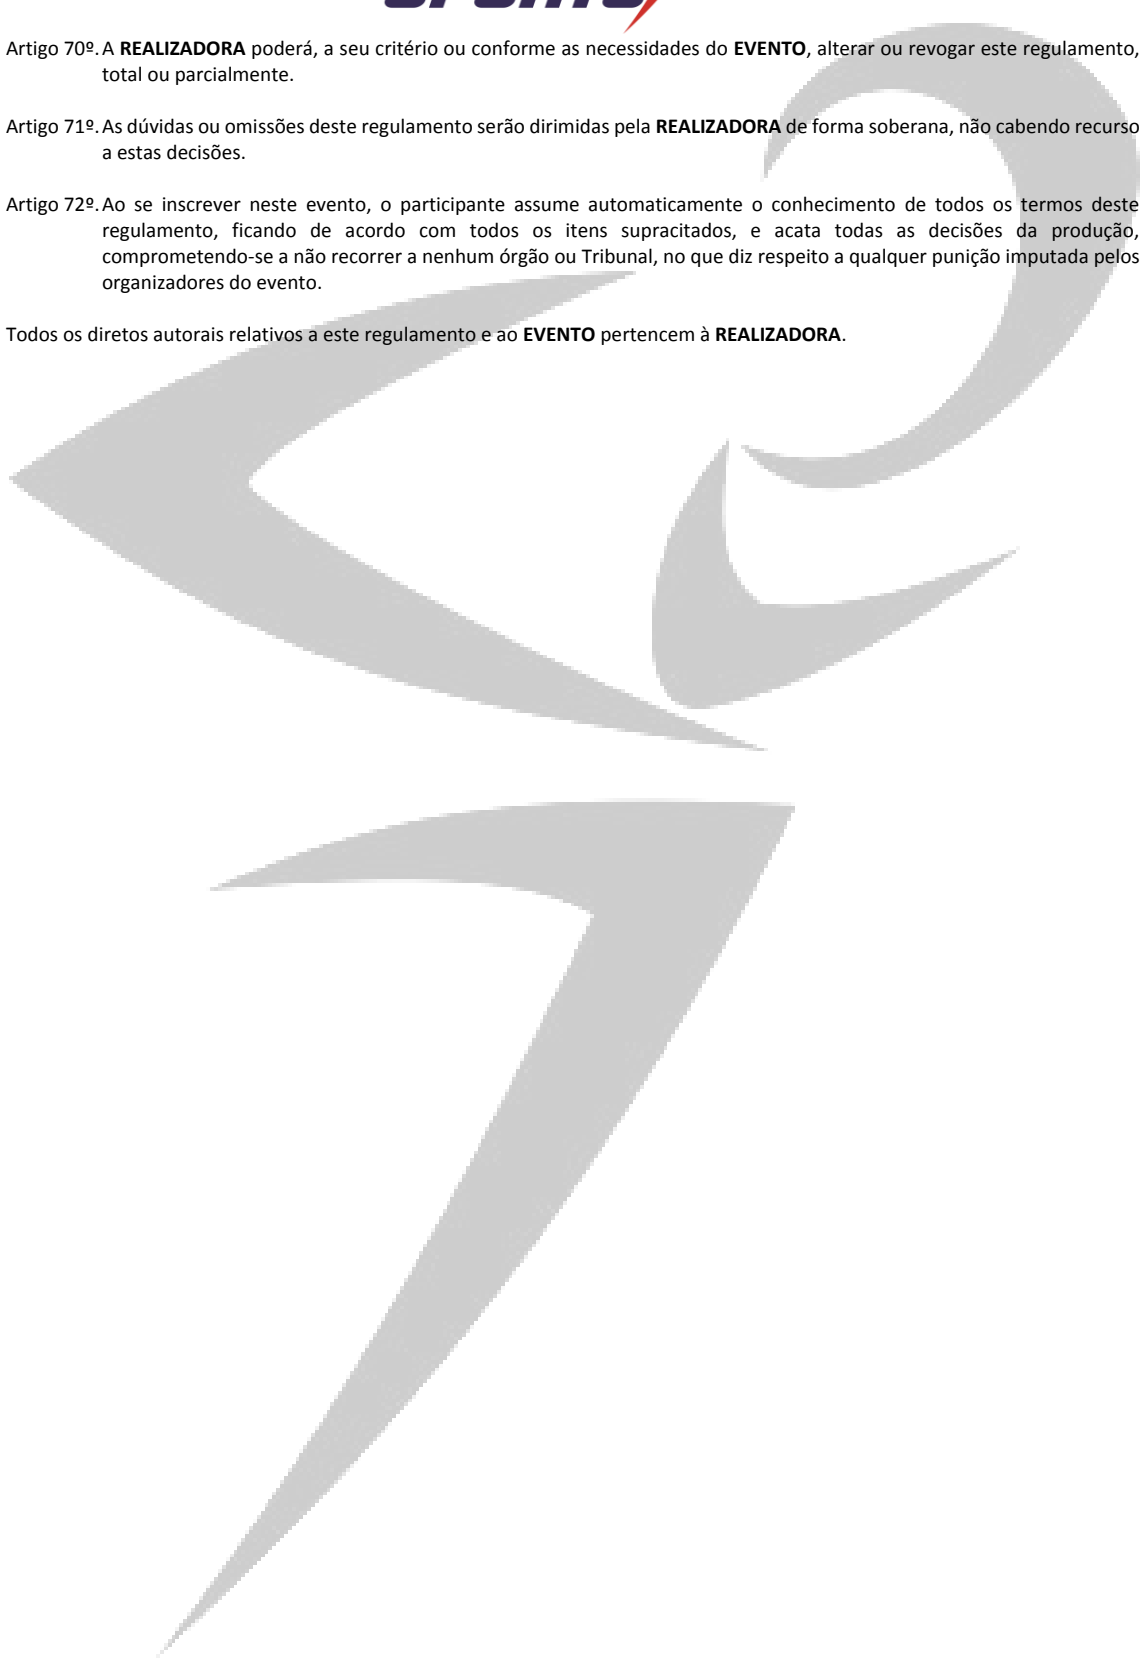 Artigo 70º. A REALIZADORA poderá, a seu critério ou conforme as necessidades do EVENTO, alterar ou revogar este regulamento,
total ou parcialmente.
Artigo 71º. As dúvidas ou omissões deste regulamento serão dirimidas pela REALIZADORA de forma soberana, não cabendo recurso
a estas decisões.
Artigo 72º. Ao se inscrever neste evento, o participante assume automaticamente o conhecimento de todos os termos deste
regulamento, ficando de acordo com todos os itens supracitados, e acata todas as decisões da produção,
comprometendo-se a não recorrer a nenhum órgão ou Tribunal, no que diz respeito a qualquer punição imputada pelos
organizadores do evento.
Todos os diretos autorais relativos a este regulamento e ao EVENTO pertencem à REALIZADORA.